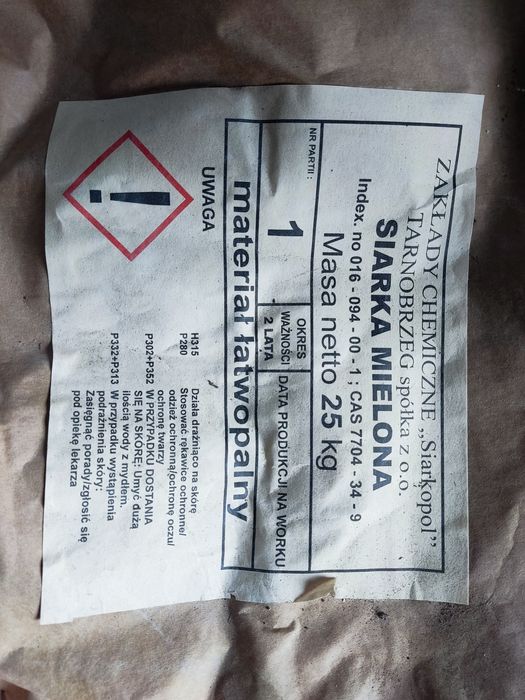 ZAKŁADY CHEMICZNE „Siarkopol”
TARNOBRZEG spółka z o.o.
SIARKA MIELONA
Index. no 016 - 094 - 00 - 1 ; CAS 7704 - 34 - 9
Masa netto 25 kg
NR PARTII :
1
OKRES
WAŻNOŚCI
- 2 LATA
DATA PRODUKCJI NA WORKU
materiał łatwopalny
UWAGA
H315 Działa drażniąco na skórę
P280 Stosować rękawice ochronne/
odzież ochronną/ochronę oczu/
ochronę twarzy
P302+P352 W PRZYPADKU DOSTANIA
SIĘ NA SKÓRĘ: Umyć dużą
ilością wody z mydłem.
P332+P313 W przypadku wystąpienia
podrażnienia skóry:
Zasięgnąć porady/zgłosić się
pod opiekę lekarza